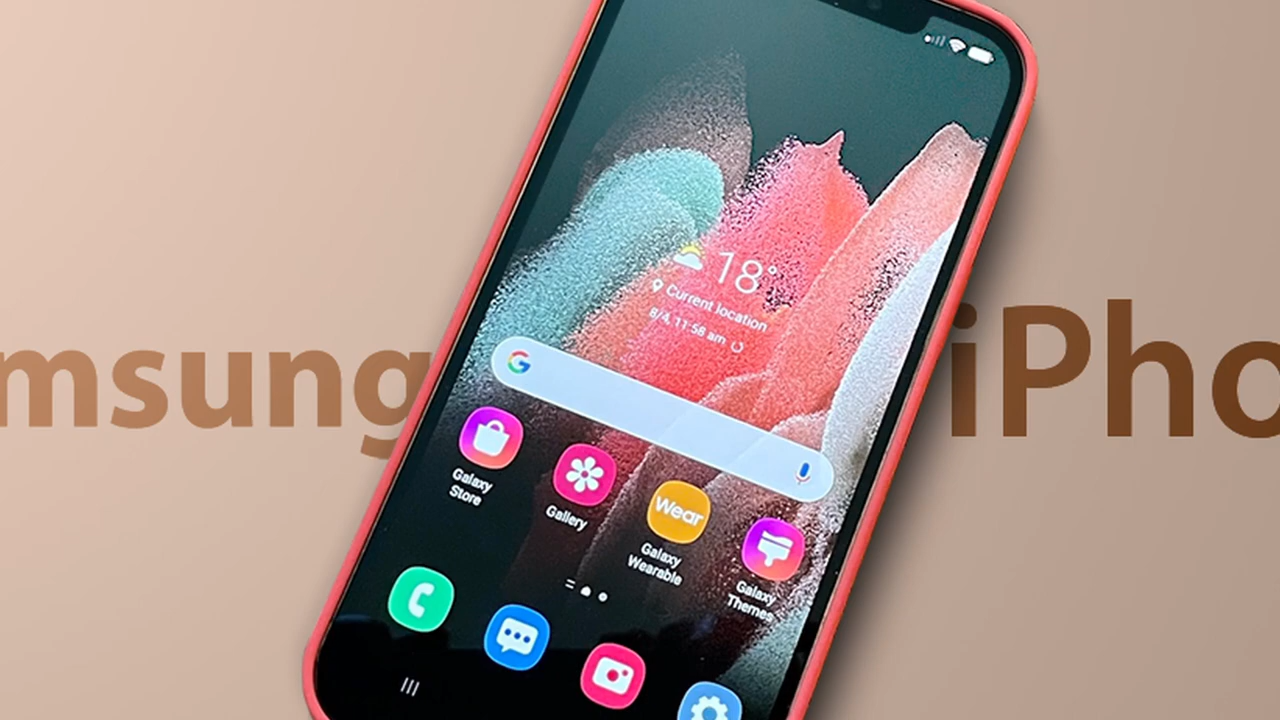 18°
Current location
8/4, 11:58 am
msung
iPho
Galaxy
Store
Gallery
Wear
Galaxy
Wearable
Galaxy
Themes